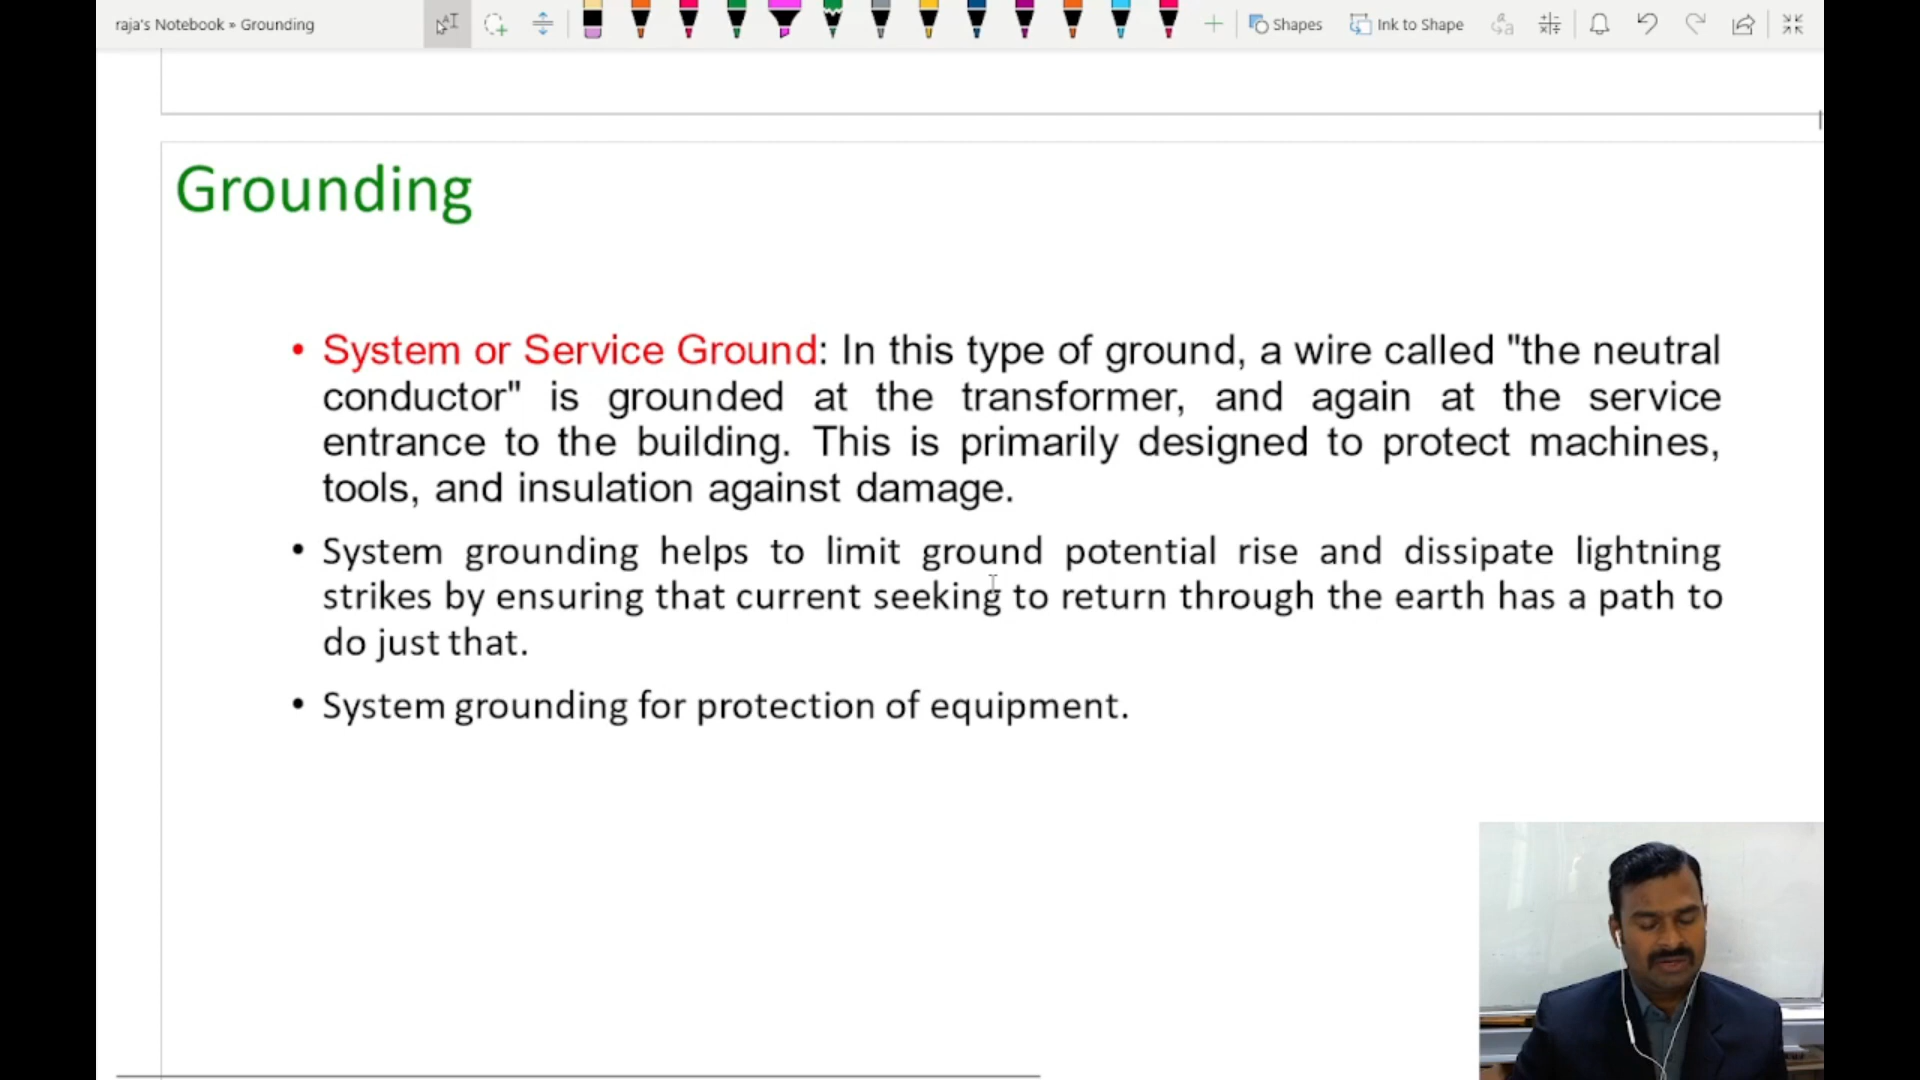 raja's Notebook » Grounding
Shapes
Ink to Shape
Grounding
• System or Service Ground: In this type of ground, a wire called "the neutral
conductor" is grounded at the transformer, and again at the service
entrance to the building. This is primarily designed to protect machines,
tools, and insulation against damage.
• System grounding helps to limit ground potential rise and dissipate lightning
strikes by ensuring that current seeking to return through the earth has a path to
do just that.
• System grounding for protection of equipment.